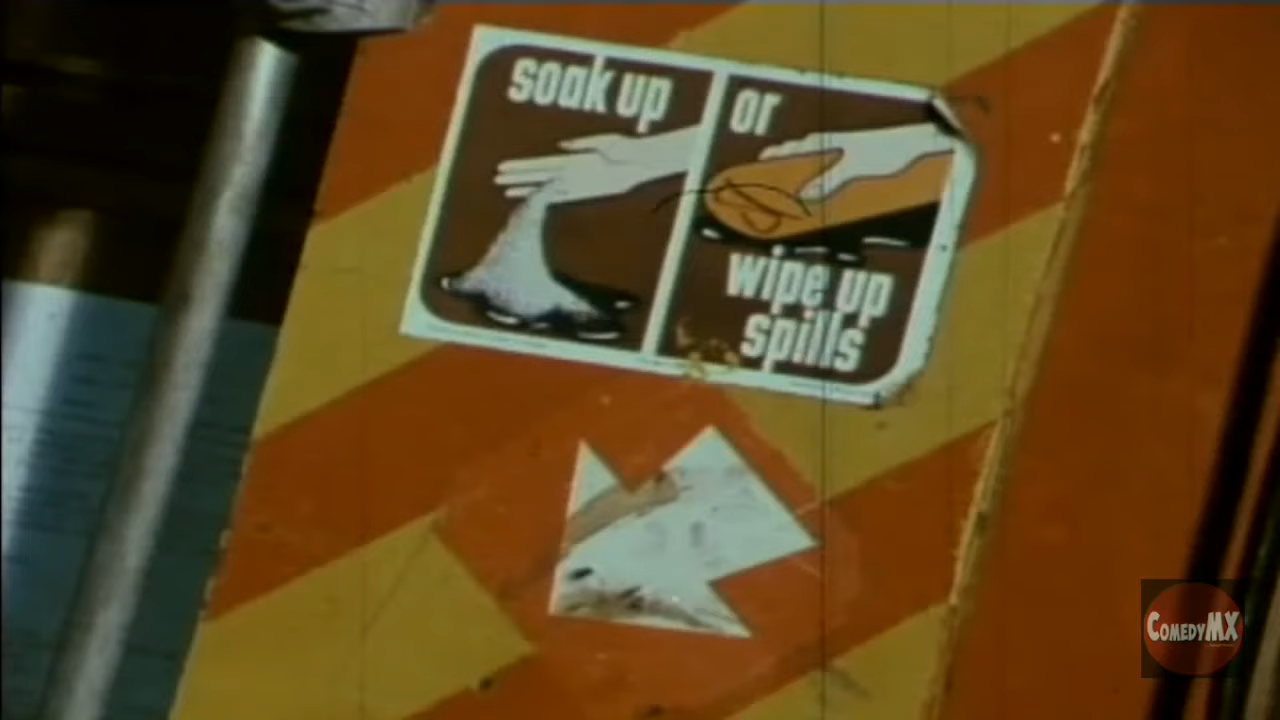 soak up
or
wipe up
spills
COMEDYMX